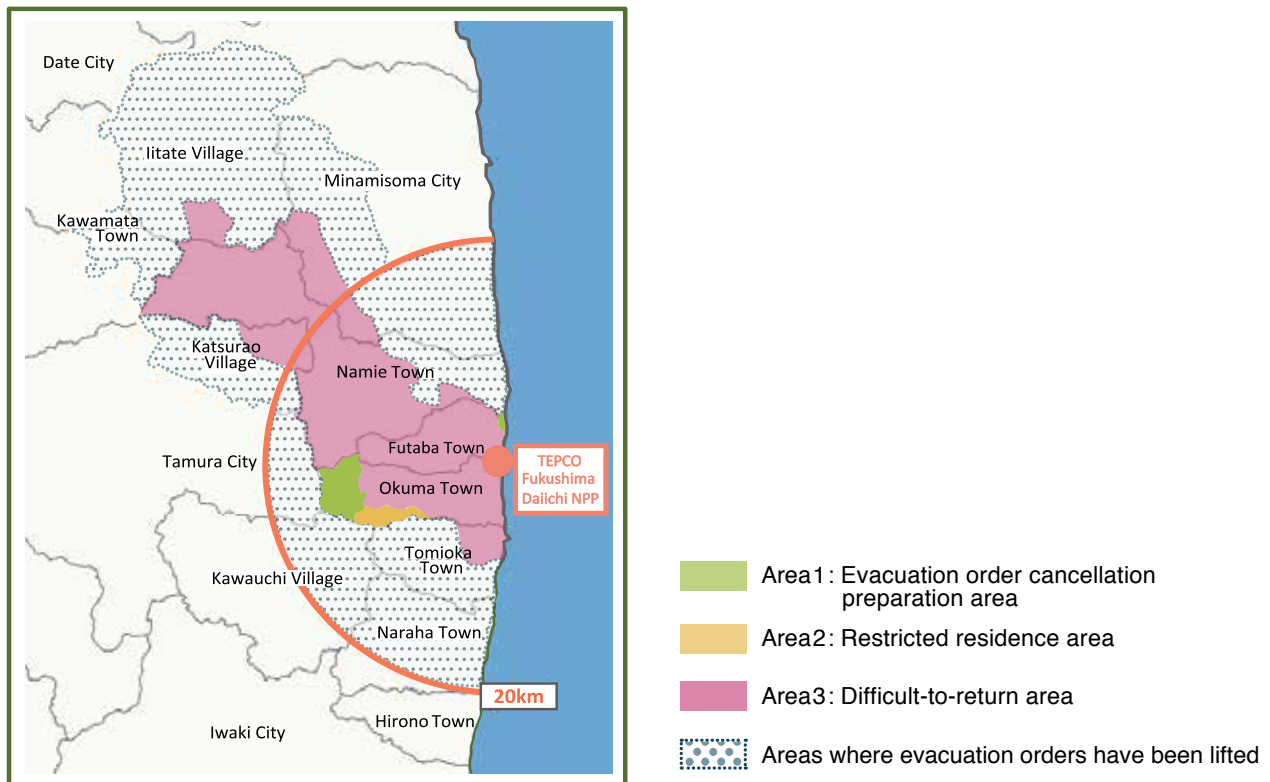 Date City
Iitate Village
Minamisoma City
Kawamata
Town
Katsurao
Village
Namie Town
Futaba Town
Tamura City
TEPCO
Fukushima
Daiichi NPP
Okuma Town
Tomioka
Town
Kawauchi Village
Naraha Town
20km
Hirono Town
Iwaki City
Area1: Evacuation order cancellation
preparation area
Area2: Restricted residence area
Area3: Difficult-to-return area
Areas where evacuation orders have been lifted